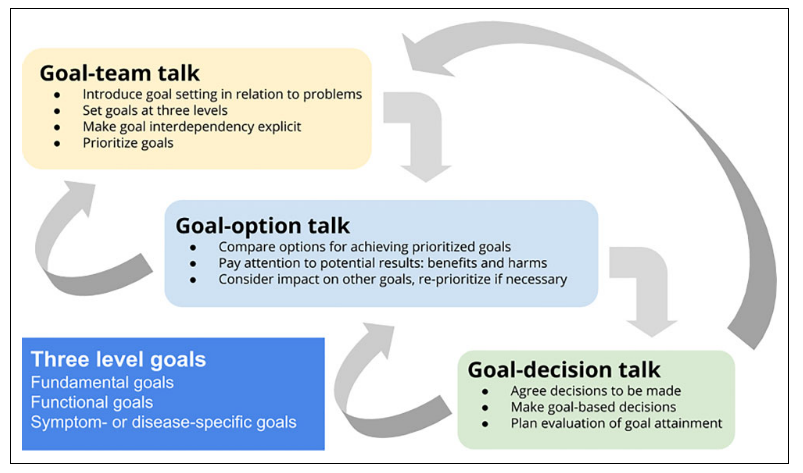 Goal-team talk
● Introduce goal setting in relation to problems
● Set goals at three levels
● Make goal interdependency explicit
● Prioritize goals
Goal-option talk
● Compare options for achieving prioritized goals
● Pay attention to potential results: benefits and harms
● Consider impact on other goals, re-prioritize if necessary
Three level goals
Fundamental goals
Functional goals
Symptom- or disease-specific goals
Goal-decision talk
● Agree decisions to be made
● Make goal-based decisions
● Plan evaluation of goal attainment